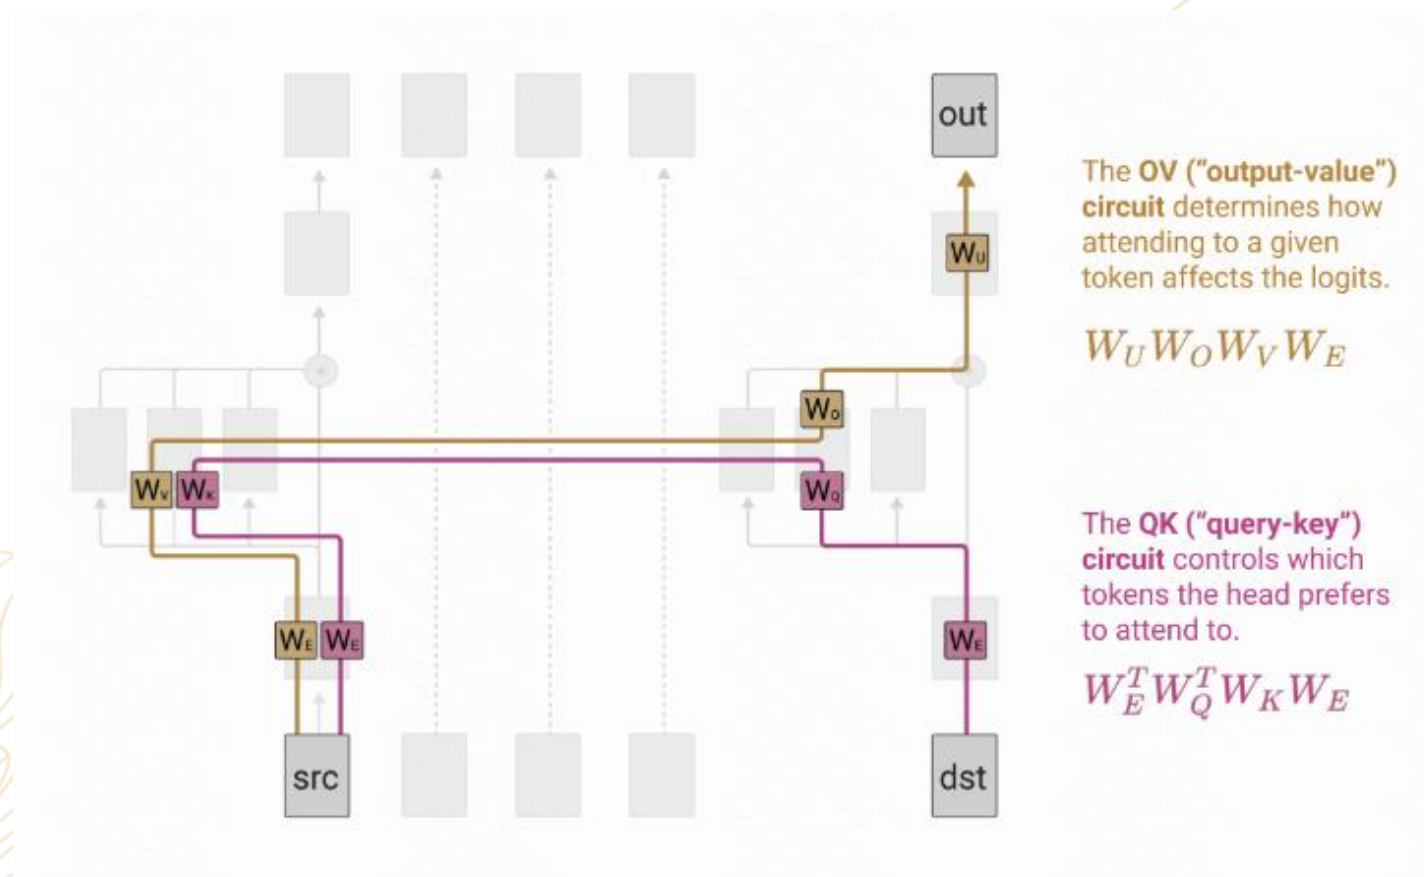 out
The OV (“output-value”)
circuit determines how
attending to a given
token affects the logits.
W_U
W_U W_O W_V W_E
W_O
W_V W_K
W_Q
The QK (“query-key”)
circuit controls which
tokens the head prefers
to attend to.
W_E W_E
W_E
W_E^T W_Q^T W_K W_E
src
dst